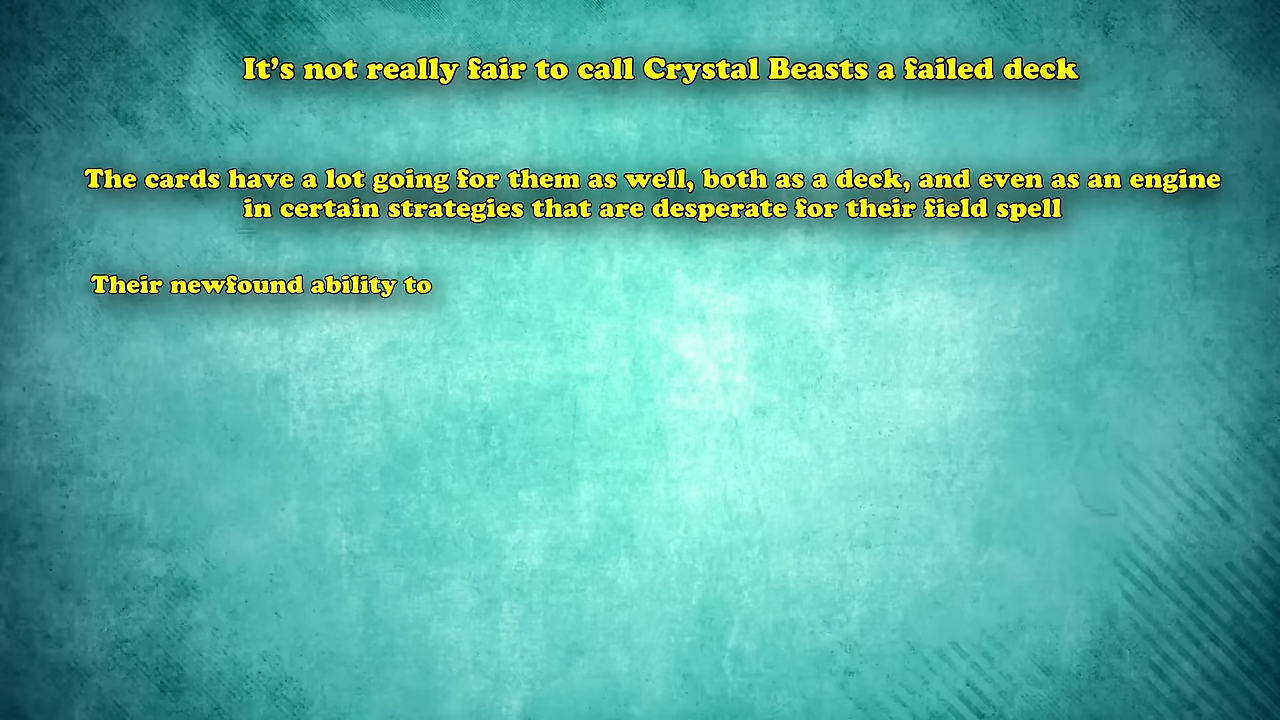 It’s not really fair to call Crystal Beasts a failed deck
The cards have a lot going for them as well, both as a deck, and even as an engine
in certain strategies that are desperate for their field spell
Their newfound ability to